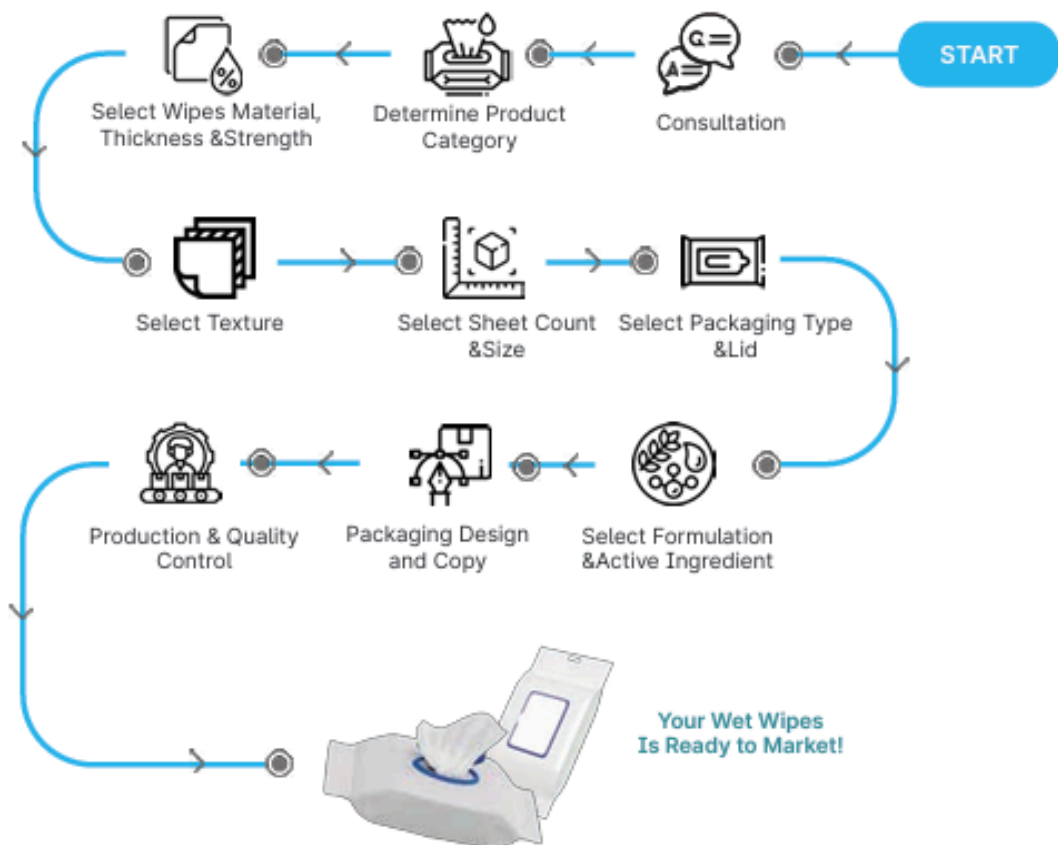 START
Consultation
Determine Product
Category
Select Wipes Material,
Thickness &Strength
Select Texture
Select Sheet Count
&Size
Select Packaging Type
&Lid
Select Formulation
&Active Ingredient
Packaging Design
and Copy
Production & Quality
Control
Your Wet Wipes
Is Ready to Market!
Q
A
%